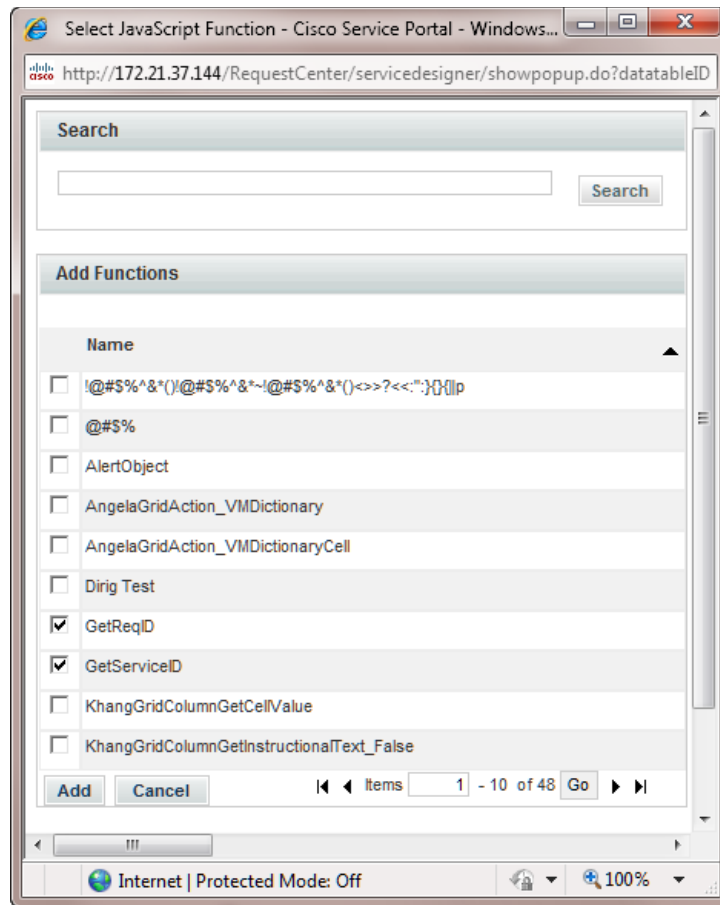 Select JavaScript Function - Cisco Service Portal - Windows...
cisco http://172.21.37.144/RequestCenter/servicedesigner/showpopup.do?datatableID
Search
Search
Add Functions
Name
!@#$%^&*()!@#$%^&*~!@#$%^&*()<>>?<<:":}{}{||p
@#$%
AlertObject
AngelaGridAction_VMDictionary
AngelaGridAction_VMDictionaryCell
Dirig Test
GetReqID
GetServiceID
KhangGridColumnGetCellValue
KhangGridColumnGetInstructionalText_False
Add Cancel Items 1 - 10 of 48 Go
Internet | Protected Mode: Off 100%